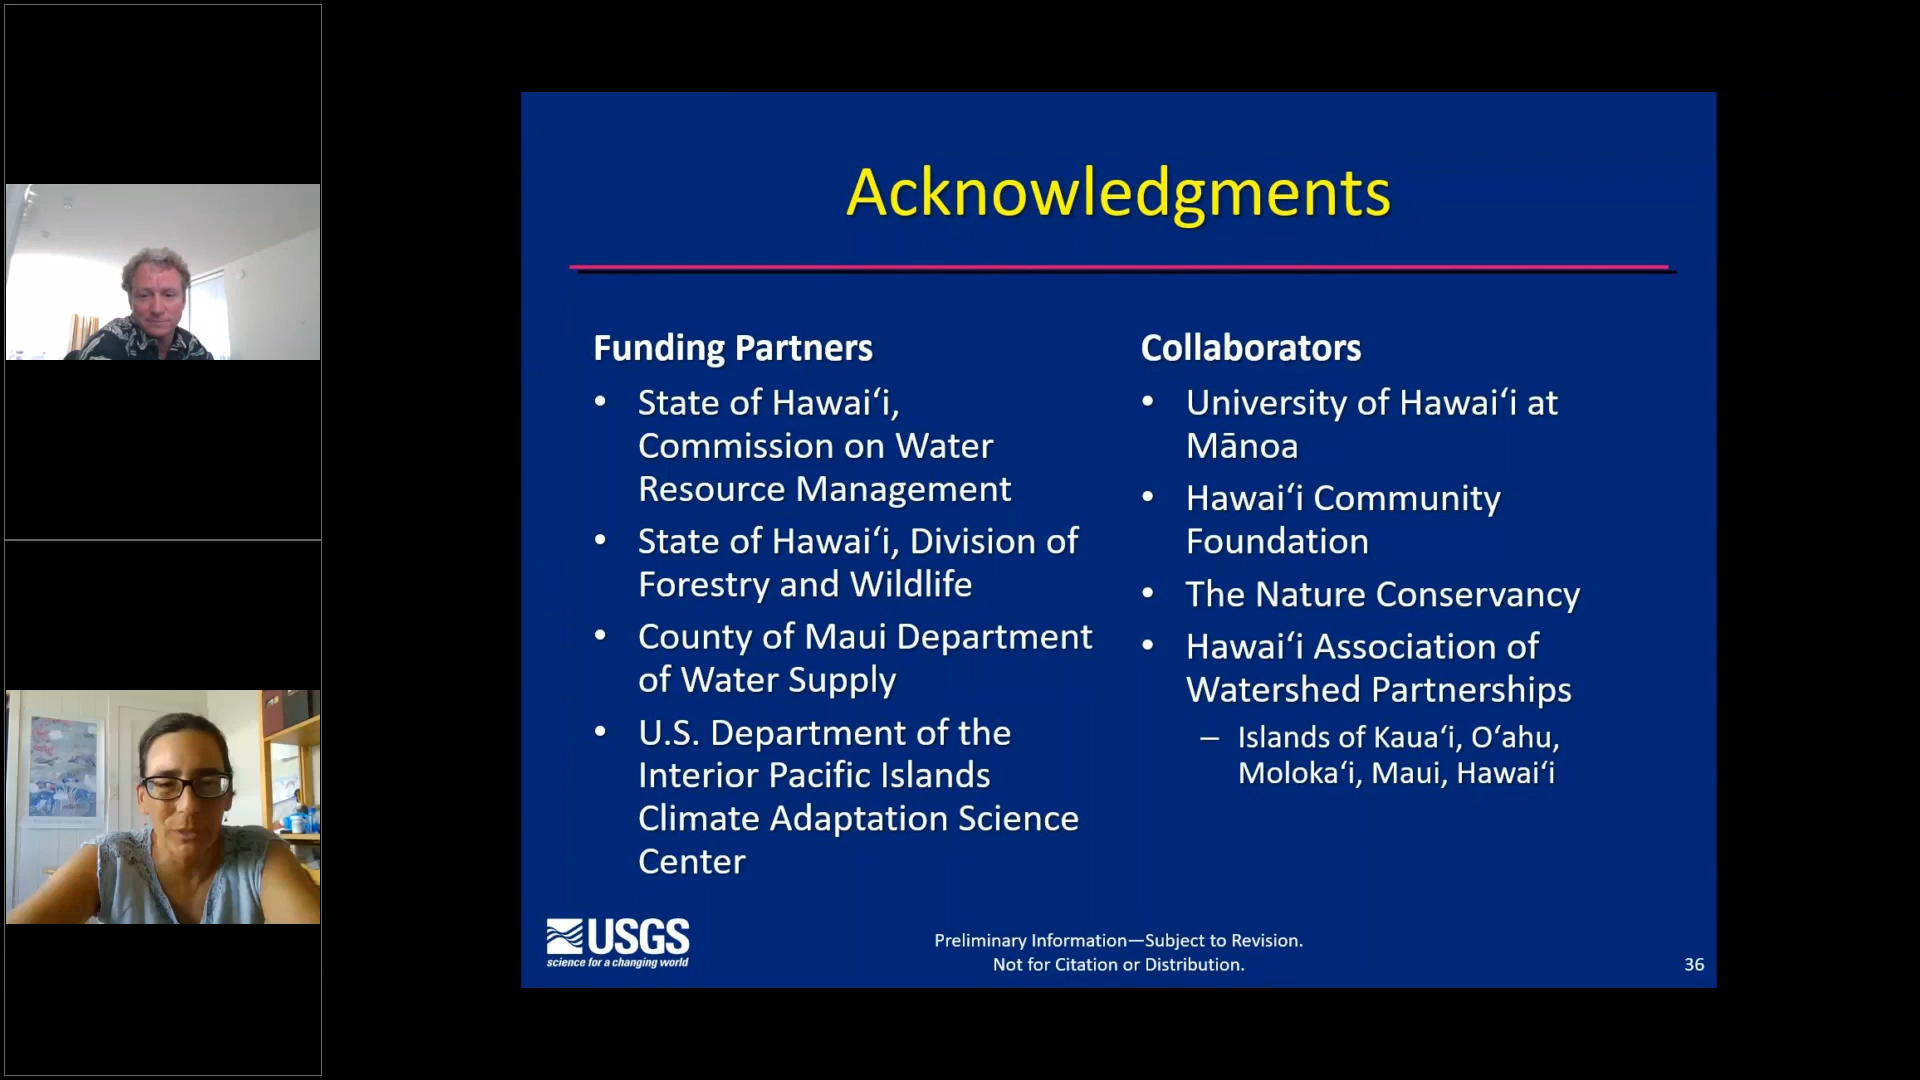 Acknowledgments
Funding Partners
• State of Hawaiʻi,
Commission on Water
Resource Management
• State of Hawaiʻi, Division of
Forestry and Wildlife
• County of Maui Department
of Water Supply
• U.S. Department of the
Interior Pacific Islands
Climate Adaptation Science
Center
Collaborators
• University of Hawaiʻi at
Mānoa
• Hawaiʻi Community
Foundation
• The Nature Conservancy
• Hawaiʻi Association of
Watershed Partnerships
– Islands of Kauaʻi, Oʻahu,
Molokaʻi, Maui, Hawaiʻi
USGS
science for a changing world
Preliminary Information—Subject to Revision.
Not for Citation or Distribution.
36